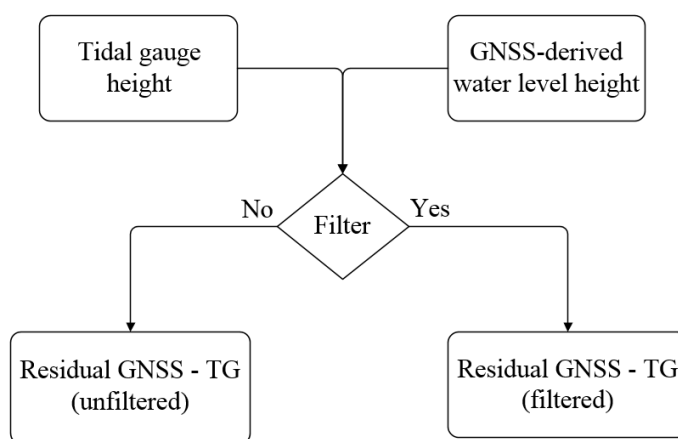 Tidal gauge
height
GNSS-derived
water level height
No
Filter
Yes
Residual GNSS - TG
(unfiltered)
Residual GNSS - TG
(filtered)